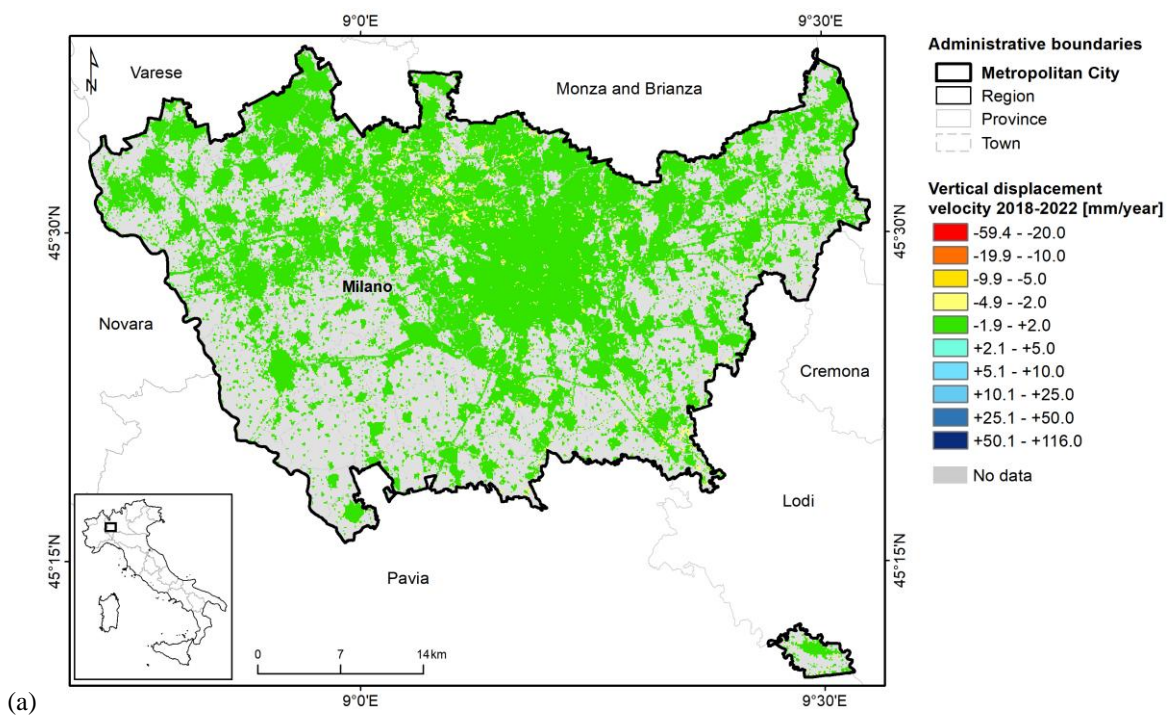 9°0'E
9°30'E
N
Varese
Monza and Brianza
45°30'N
45°30'N
Milano
Novara
Cremona
Lodi
45°15'N
45°15'N
Pavia
0 7 14 km
(a)
9°0'E
9°30'E
Administrative boundaries
Metropolitan City
Region
Province
Town
Vertical displacement
velocity 2018-2022 [mm/year]
-59.4 - -20.0
-19.9 - -10.0
-9.9 - -5.0
-4.9 - -2.0
-1.9 - +2.0
+2.1 - +5.0
+5.1 - +10.0
+10.1 - +25.0
+25.1 - +50.0
+50.1 - +116.0
No data